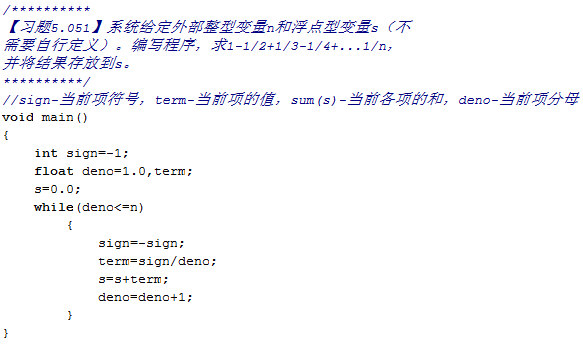 /**********
【习题5.051】系统给定外部整型变量n和浮点型变量s（不
需要自行定义）。编写程序，求1-1/2+1/3-1/4+...1/n，
并将结果存放到s。
**********/
//sign-当前项符号，term-当前项的值，sum(s)-当前各项的和，deno-当前项分母
void main()
{
    int sign=-1;
    float deno=1.0,term;
    s=0.0;
    while(deno<=n)
        {
            sign=-sign;
            term=sign/deno;
            s=s+term;
            deno=deno+1;
        }
}